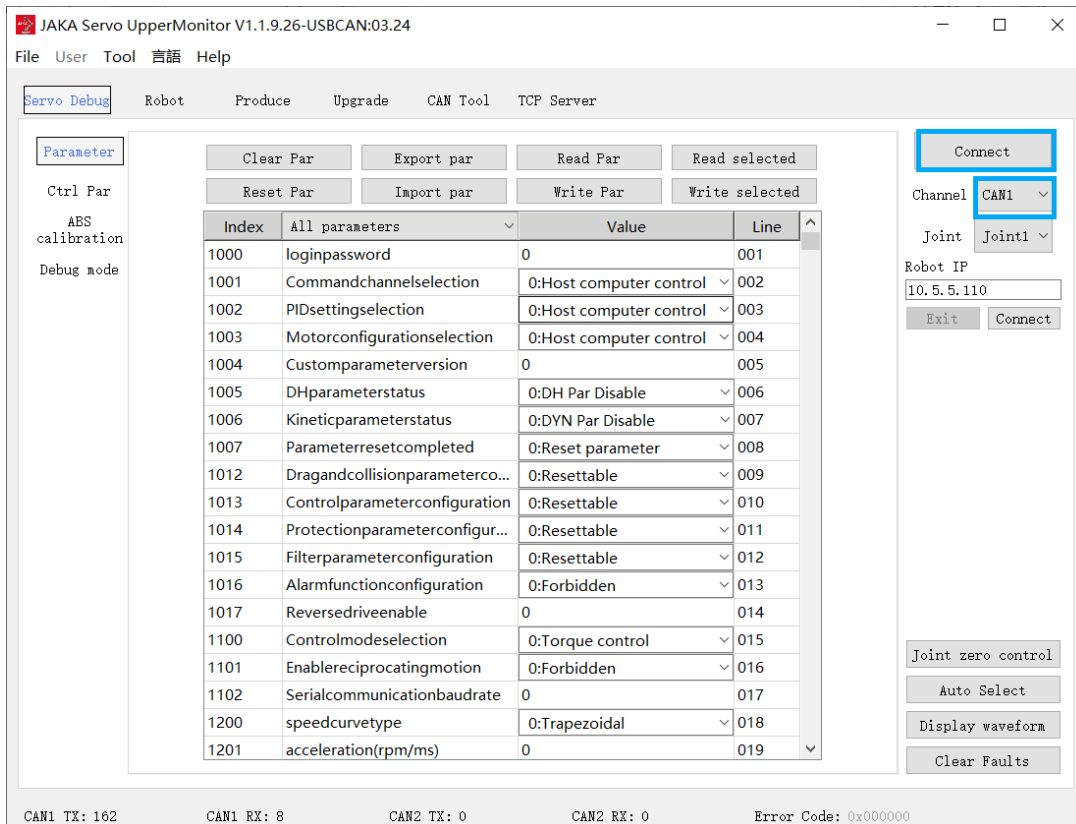 JAKA Servo UpperMonitor V1.1.9.26-USBCAN:03.24
File User Tool 言語 Help
Servo Debug Robot Produce Upgrade CAN Tool TCP Server
Parameter
Ctrl Par
ABS
calibration
Debug mode
Clear Par Export par Read Par Read selected
Reset Par Import par Write Par Write selected
Index All parameters Value Line
1000 loginpassword 0 001
1001 Commandchannelselection 0:Host computer control 002
1002 PIDsettingselection 0:Host computer control 003
1003 Motorconfigurationselection 0:Host computer control 004
1004 Customparameterversion 0 005
1005 DHparameterstatus 0:DH Par Disable 006
1006 Kineticparameterstatus 0:DYN Par Disable 007
1007 Parameterresetcompleted 0:Reset parameter 008
1012 Dragandcollisionparameterco... 0:Resettable 009
1013 Controlparameterconfiguration 0:Resettable 010
1014 Protectionparameterconfigur... 0:Resettable 011
1015 Filterparameterconfiguration 0:Resettable 012
1016 Alarmfunctionconfiguration 0:Forbidden 013
1017 Reversedriveenable 0 014
1100 Controlmodeselection 0:Torque control 015
1101 Enablereciprocatingmotion 0:Forbidden 016
1102 Serialcommunicationbaudrate 0 017
1200 speedcurvetype 0:Trapezoidal 018
1201 acceleration(rpm/ms) 0 019
Connect
Channel CAN1
Joint Joint1
Robot IP
10.5.5.110
Exit Connect
Joint zero control
Auto Select
Display waveform
Clear Faults
CAN1 TX: 162 CAN1 RX: 8 CAN2 TX: 0 CAN2 RX: 0 Error Code: 0x000000